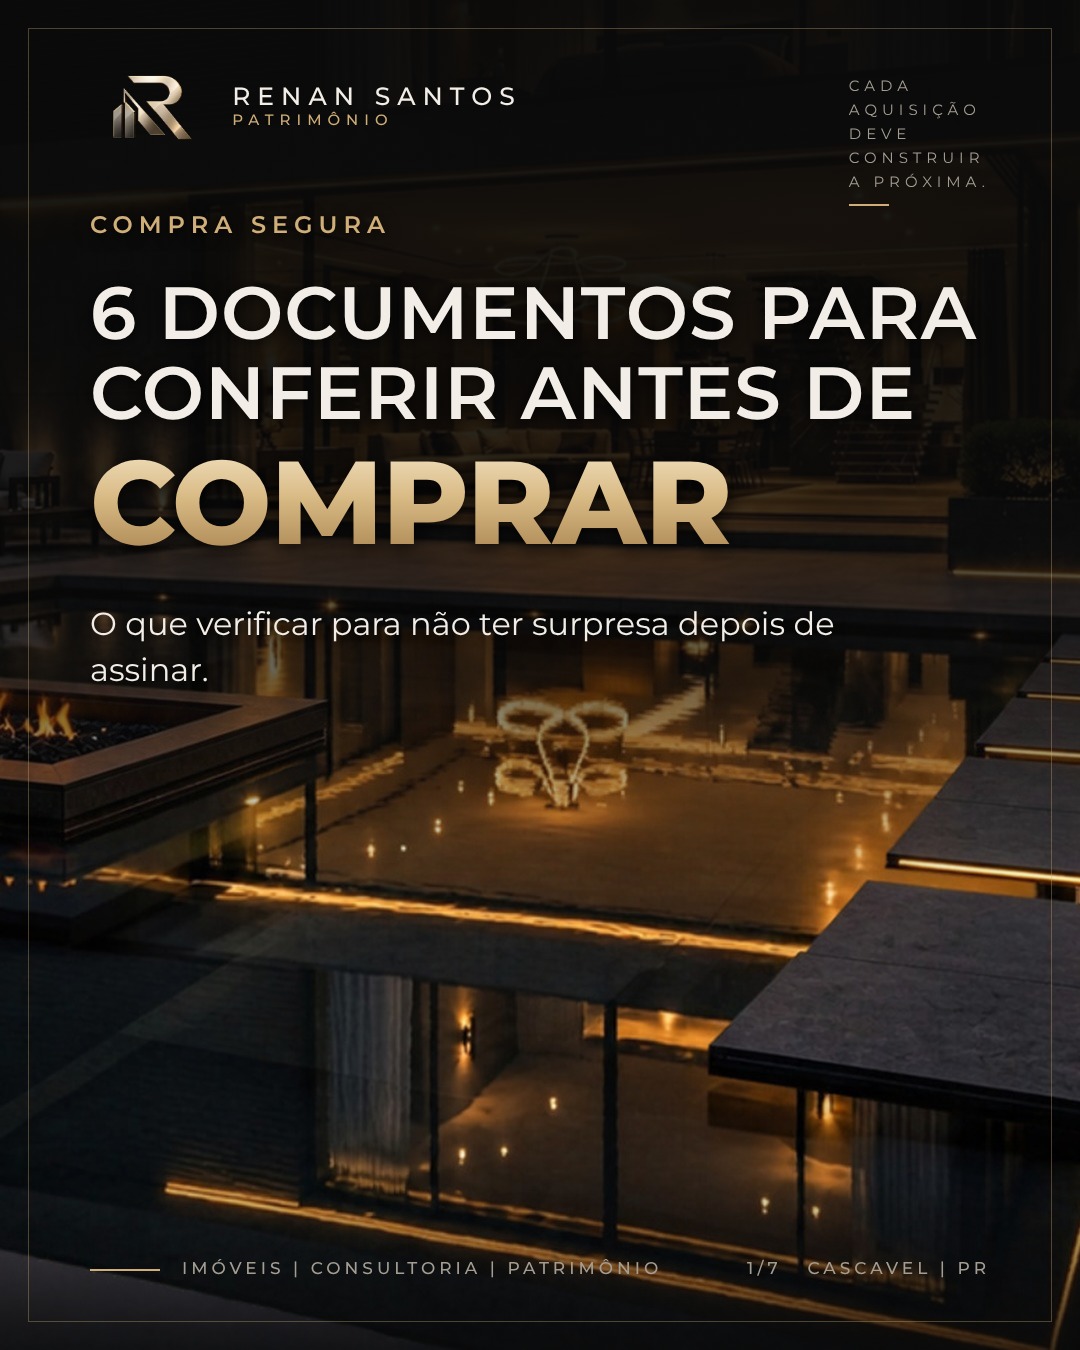 RENAN SANTOS
PATRIMÔNIO
CADA
AQUISIÇÃO
DEVE
CONSTRUIR
A PRÓXIMA.
COMPRA SEGURA
6 DOCUMENTOS PARA
CONFERIR ANTES DE
COMPRAR
O que verificar para não ter surpresa depois de
assinar.
IMÓVEIS | CONSULTORIA | PATRIMÔNIO
1/7 CASCAVEL | PR